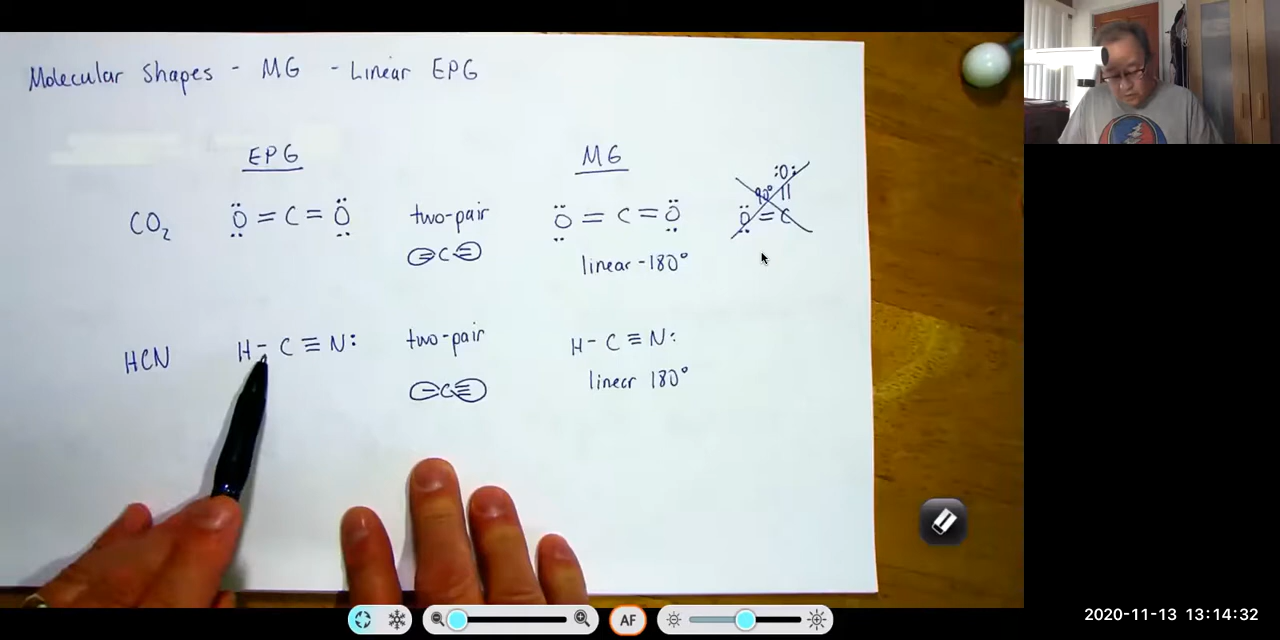 Molecular Shapes - MG - Linear EPG
EPG
MG
:O:
90° ||
CO₂
Ö = C = Ö
two-pair
Ö = C = Ö
Ö = C
= C =
linear - 180°
HCN
H - C ≡ N:
two-pair
H - C ≡ N:
- C ≡
linecr 180°
AF
2020-11-13 13:14:32